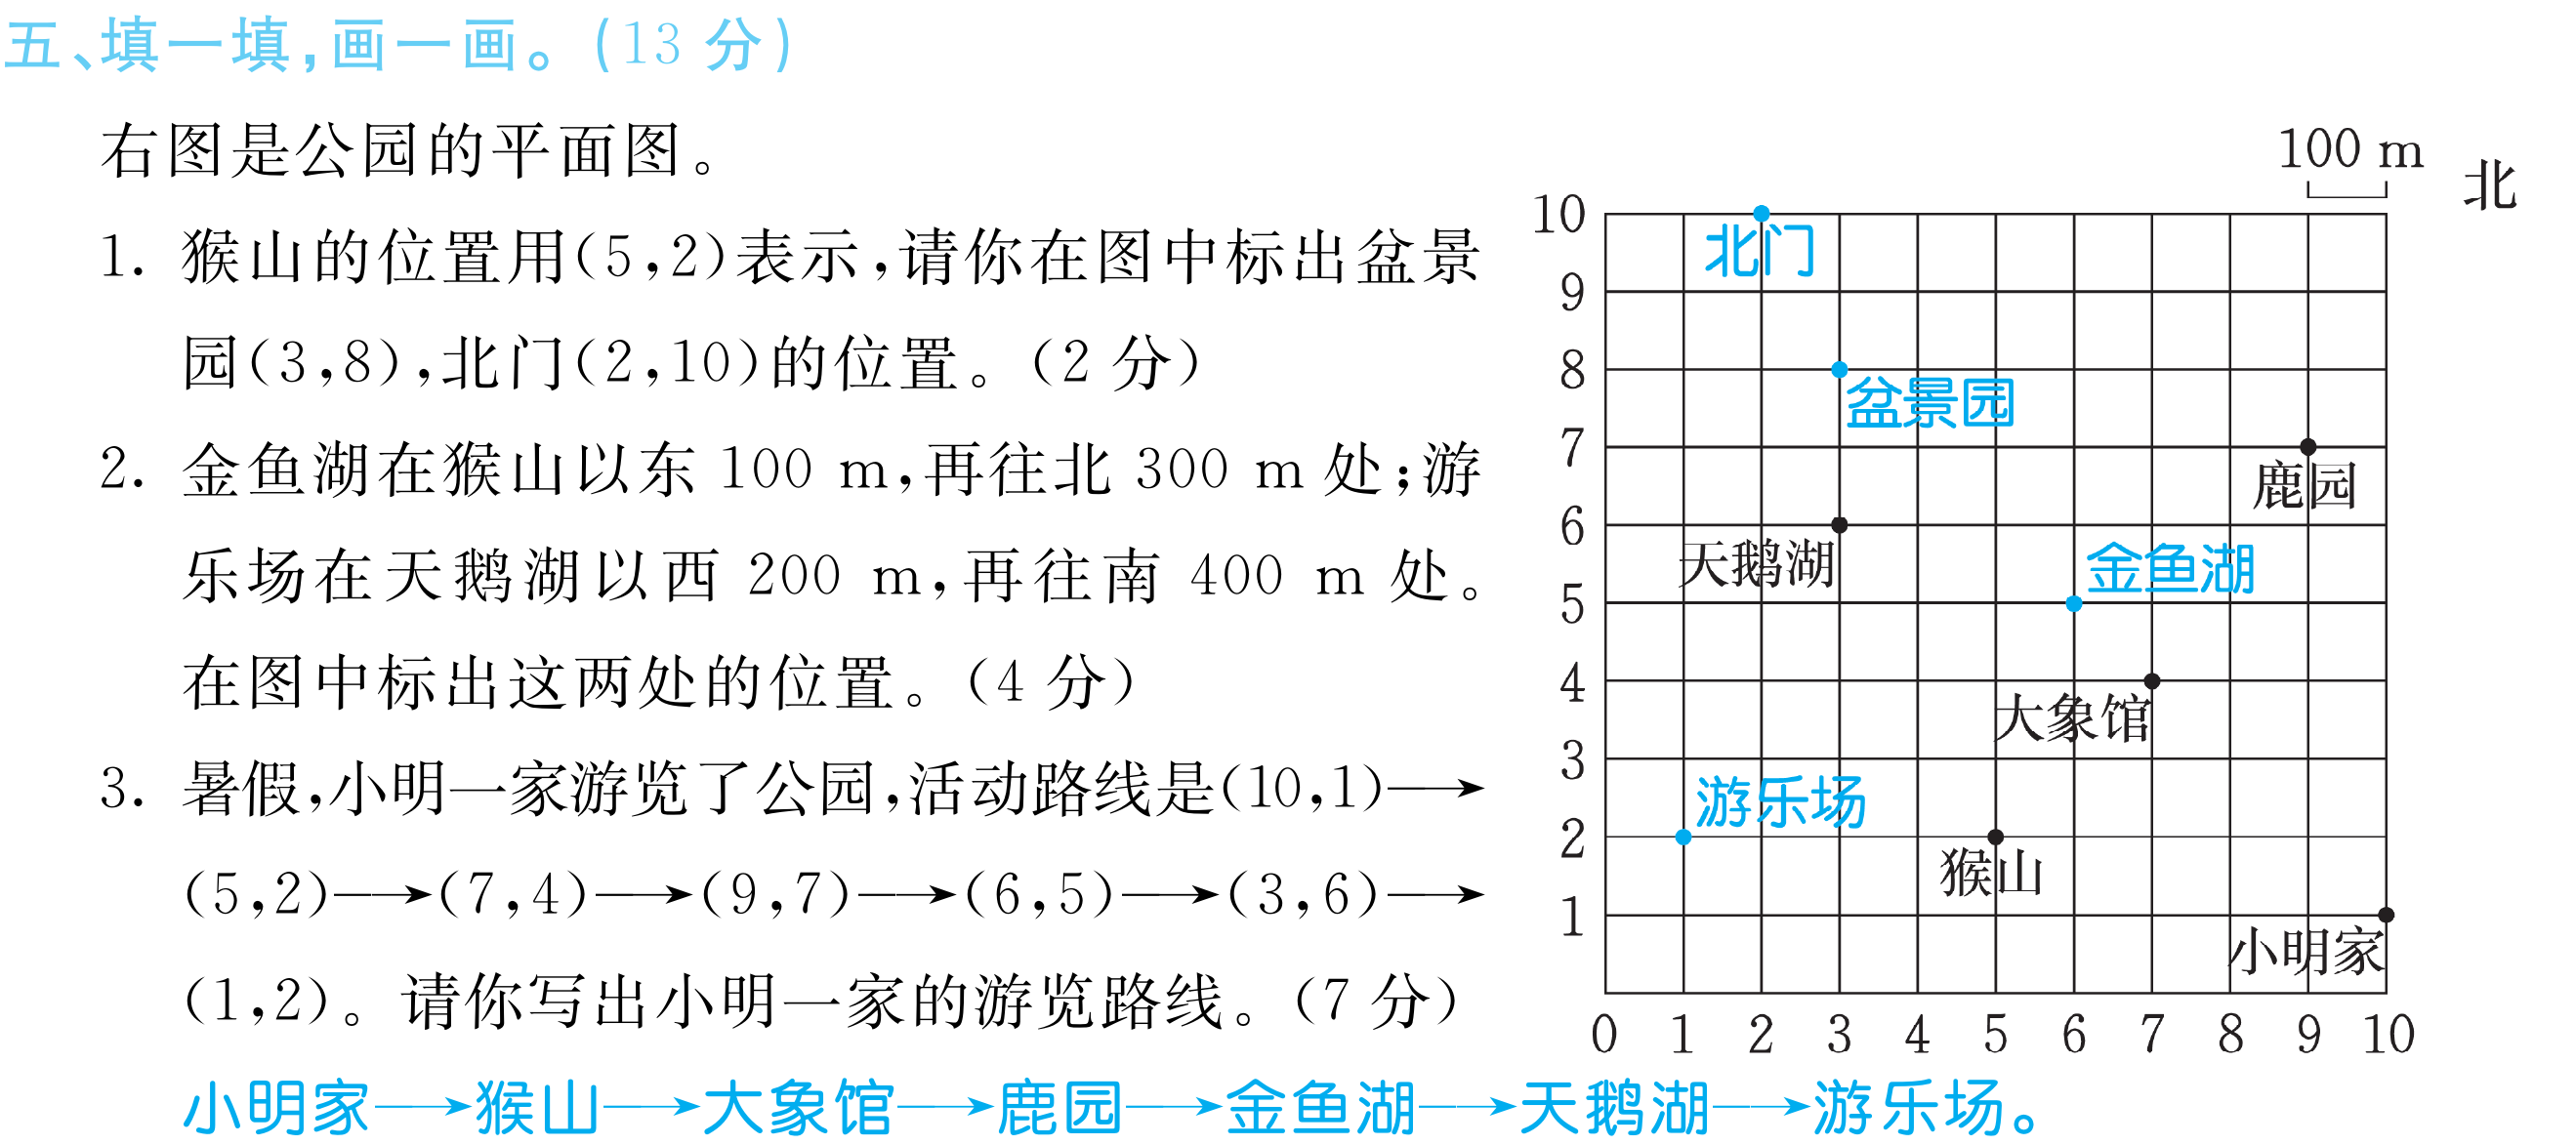 五、填一填,画一画。(13 分)
右图是公园的平面图。
1. 猴山的位置用(5,2)表示,请你在图中标出盆景
园(3,8),北门(2,10)的位置。(2 分)
2. 金鱼湖在猴山以东 100 m,再往北 300 m 处;游
乐场在天鹅湖以西 200 m,再往南 400 m 处。
在图中标出这两处的位置。(4 分)
3. 暑假,小明一家游览了公园,活动路线是(10,1)→
(5,2)→(7,4)→(9,7)→(6,5)→(3,6)→
(1,2)。请你写出小明一家的游览路线。(7 分)
小明家→猴山→大象馆→鹿园→金鱼湖→天鹅湖→游乐场。
100 m
北
10
北门
9
8
盆景园
7
鹿园
6
天鹅湖
金鱼湖
5
4
大象馆
3
游乐场
2
猴山
1
小明家
0 1 2 3 4 5 6 7 8 9 10